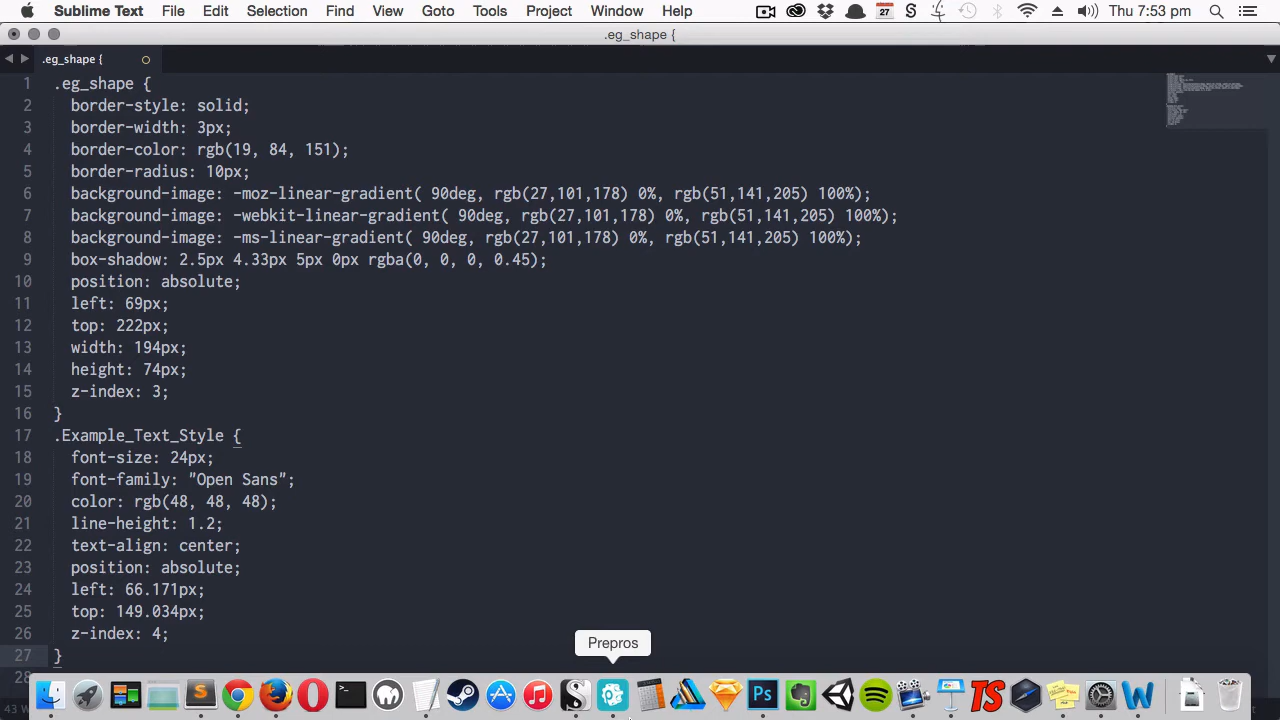 Sublime Text File Edit Selection Find View Goto Tools Project Window Help 27 S Thu 7:53 pm
.eg_shape {
.eg_shape {
1 .eg_shape {
2 border-style: solid;
3 border-width: 3px;
4 border-color: rgb(19, 84, 151);
5 border-radius: 10px;
6 background-image: -moz-linear-gradient( 90deg, rgb(27,101,178) 0%, rgb(51,141,205) 100%);
7 background-image: -webkit-linear-gradient( 90deg, rgb(27,101,178) 0%, rgb(51,141,205) 100%);
8 background-image: -ms-linear-gradient( 90deg, rgb(27,101,178) 0%, rgb(51,141,205) 100%);
9 box-shadow: 2.5px 4.33px 5px 0px rgba(0, 0, 0, 0.45);
10 position: absolute;
11 left: 69px;
12 top: 222px;
13 width: 194px;
14 height: 74px;
15 z-index: 3;
16 }
17 .Example_Text_Style {
18 font-size: 24px;
19 font-family: "Open Sans";
20 color: rgb(48, 48, 48);
21 line-height: 1.2;
22 text-align: center;
23 position: absolute;
24 left: 66.171px;
25 top: 149.034px;
26 z-index: 4;
27 }
28
Prepros
S S Ps TS W
43 W